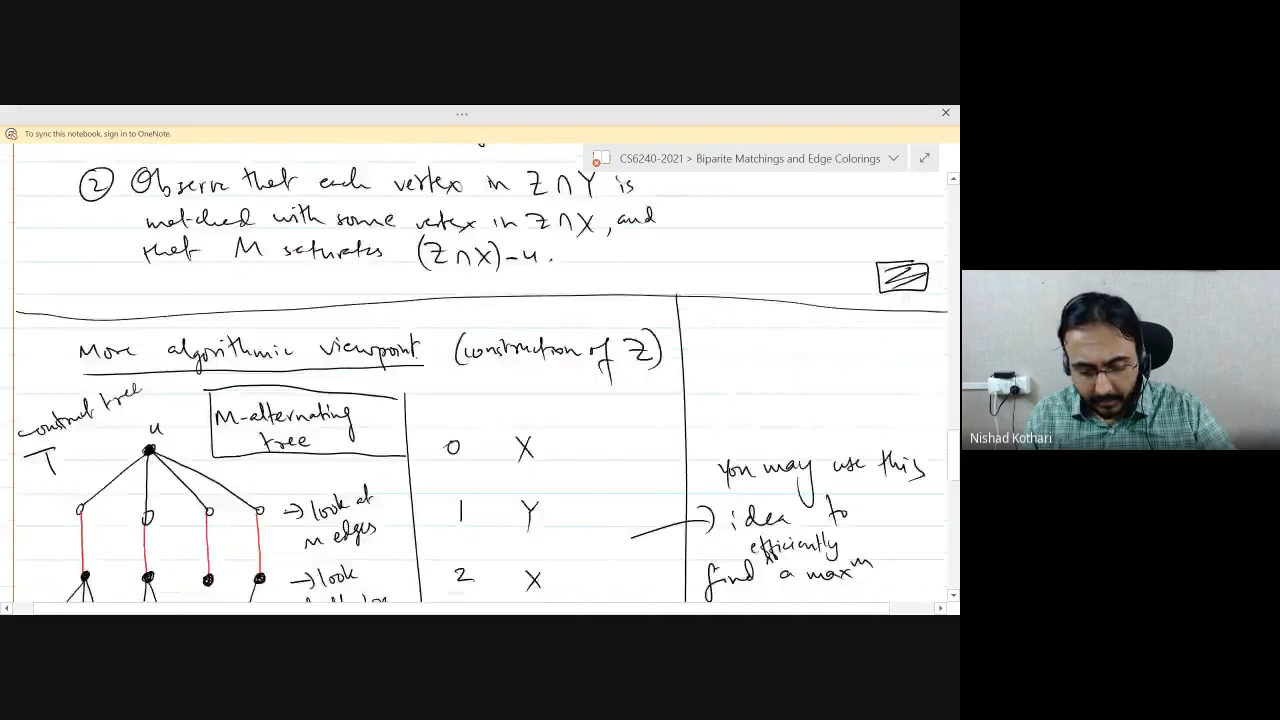 To sync this notebook, sign in to OneNote.
CS6240-2021 > Biparite Matchings and Edge Colorings
② Observe that each vertex in Z ∩ Y is
matched with some vertex in Z ∩ X, and
that M saturates (Z ∩ X) - u.
More algorithmic viewpoint (construction of Z)
construct tree
T
u
M-alternating
tree
→ look at
M edges
→ look
0 X
1 Y
2 X
You may use this
→ idea to
efficiently
find ^ a maxᵐ
Nishad Kothari